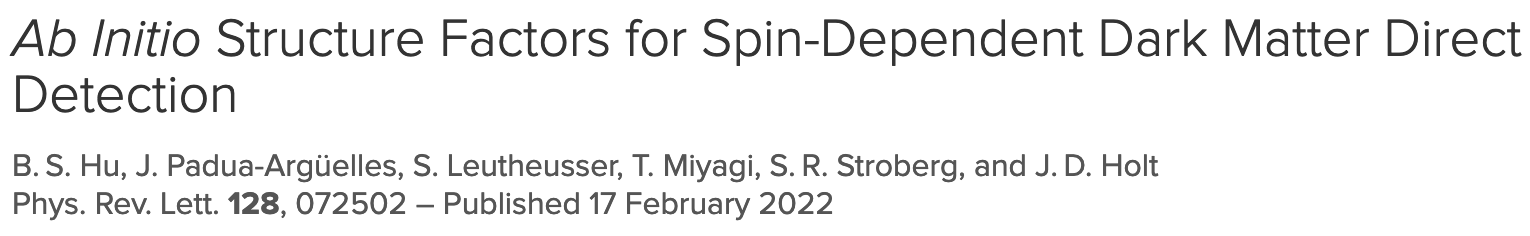 Ab Initio Structure Factors for Spin-Dependent Dark Matter Direct
Detection
B. S. Hu, J. Padua-Argüelles, S. Leutheusser, T. Miyagi, S. R. Stroberg, and J. D. Holt
Phys. Rev. Lett. 128, 072502 – Published 17 February 2022